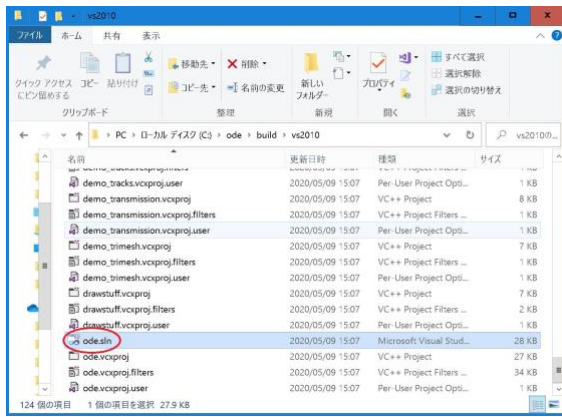 vs2010
ファイル ホーム 共有 表示
クイック アクセス
にピン留めする
コピー 貼り付け
移動先 削除
コピー先 名前の変更
新しい
フォルダー
プロパティ
すべて選択
選択解除
選択の切り替え
クリップボード 整理 新規 開く 選択
PC › ローカル ディスク (C:) › ode › build › vs2010
vs2010の...
名前 更新日時 種類 サイズ
demo_tracks.vcxproj.user 2020/05/09 15:07 Per-User Project Opti... 1 KB
demo_transmission.vcxproj 2020/05/09 15:07 VC++ Project 8 KB
demo_transmission.vcxproj.filters 2020/05/09 15:07 VC++ Project Filters ... 1 KB
demo_transmission.vcxproj.user 2020/05/09 15:07 Per-User Project Opti... 1 KB
demo_trimesh.vcxproj 2020/05/09 15:07 VC++ Project 7 KB
demo_trimesh.vcxproj.filters 2020/05/09 15:07 VC++ Project Filters ... 1 KB
demo_trimesh.vcxproj.user 2020/05/09 15:07 Per-User Project Opti... 1 KB
drawstuff.vcxproj 2020/05/09 15:07 VC++ Project 7 KB
drawstuff.vcxproj.filters 2020/05/09 15:07 VC++ Project Filters ... 2 KB
drawstuff.vcxproj.user 2020/05/09 15:07 Per-User Project Opti... 1 KB
ode.sln 2020/05/09 15:07 Microsoft Visual Stud... 28 KB
ode.vcxproj 2020/05/09 15:07 VC++ Project 27 KB
ode.vcxproj.filters 2020/05/09 15:07 VC++ Project Filters ... 34 KB
ode.vcxproj.user 2020/05/09 15:07 Per-User Project Opti... 1 KB
124 個の項目 1 個の項目を選択 27.9 KB